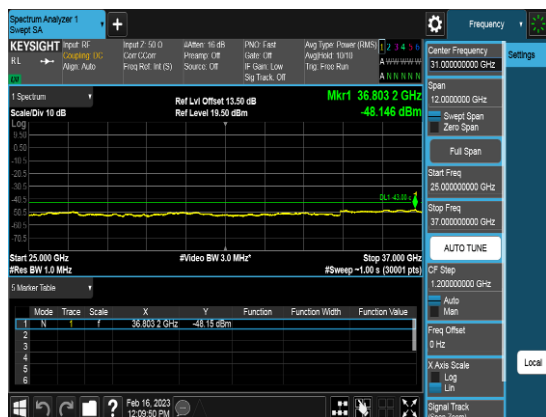 Spectrum Analyzer 1
Swept SA
Frequency
KEYSIGHT
Input: RF
Input Z: 50 Ω
#Atten: 16 dB
PNO: Fast
Avg Type: Power (RMS)
1 2 3 4 5 6
RL
Coupling: DC
Corr CCorr
Preamp: Off
Gate: Off
Avg|Hold: 10/10
A W W W W W
Align: Auto
Freq Ref: Int (S)
Source: Off
IF Gain: Low
Trig: Free Run
Sig Track: Off
A N N N N N
Center Frequency
31.000000000 GHz
Settings
Span
12.0000000 GHz
Swept Span
Zero Span
Full Span
Start Freq
25.000000000 GHz
Stop Freq
37.000000000 GHz
AUTO TUNE
CF Step
1.200000000 GHz
Auto
Man
Freq Offset
0 Hz
X Axis Scale
Log
Lin
Local
Signal Track
(Span Zoom)
1 Spectrum
Ref Lvl Offset 13.50 dB
Mkr1 36.803 2 GHz
Scale/Div 10 dB
Ref Level 19.50 dBm
-48.146 dBm
Log
9.50
0.500
-10.5
-20.5
-30.5
-40.5
-50.5
-60.5
-70.5
Start 25.000 GHz
#Video BW 3.0 MHz*
Stop 37.000 GHz
#Res BW 1.0 MHz
#Sweep ~1.00 s (30001 pts)
5 Marker Table
Mode Trace Scale X Y Function Function Width Function Value
1 N 1 f 36.803 2 GHz -48.15 dBm
2
3
4
5
6
Feb 16, 2023
12:09:50 PM